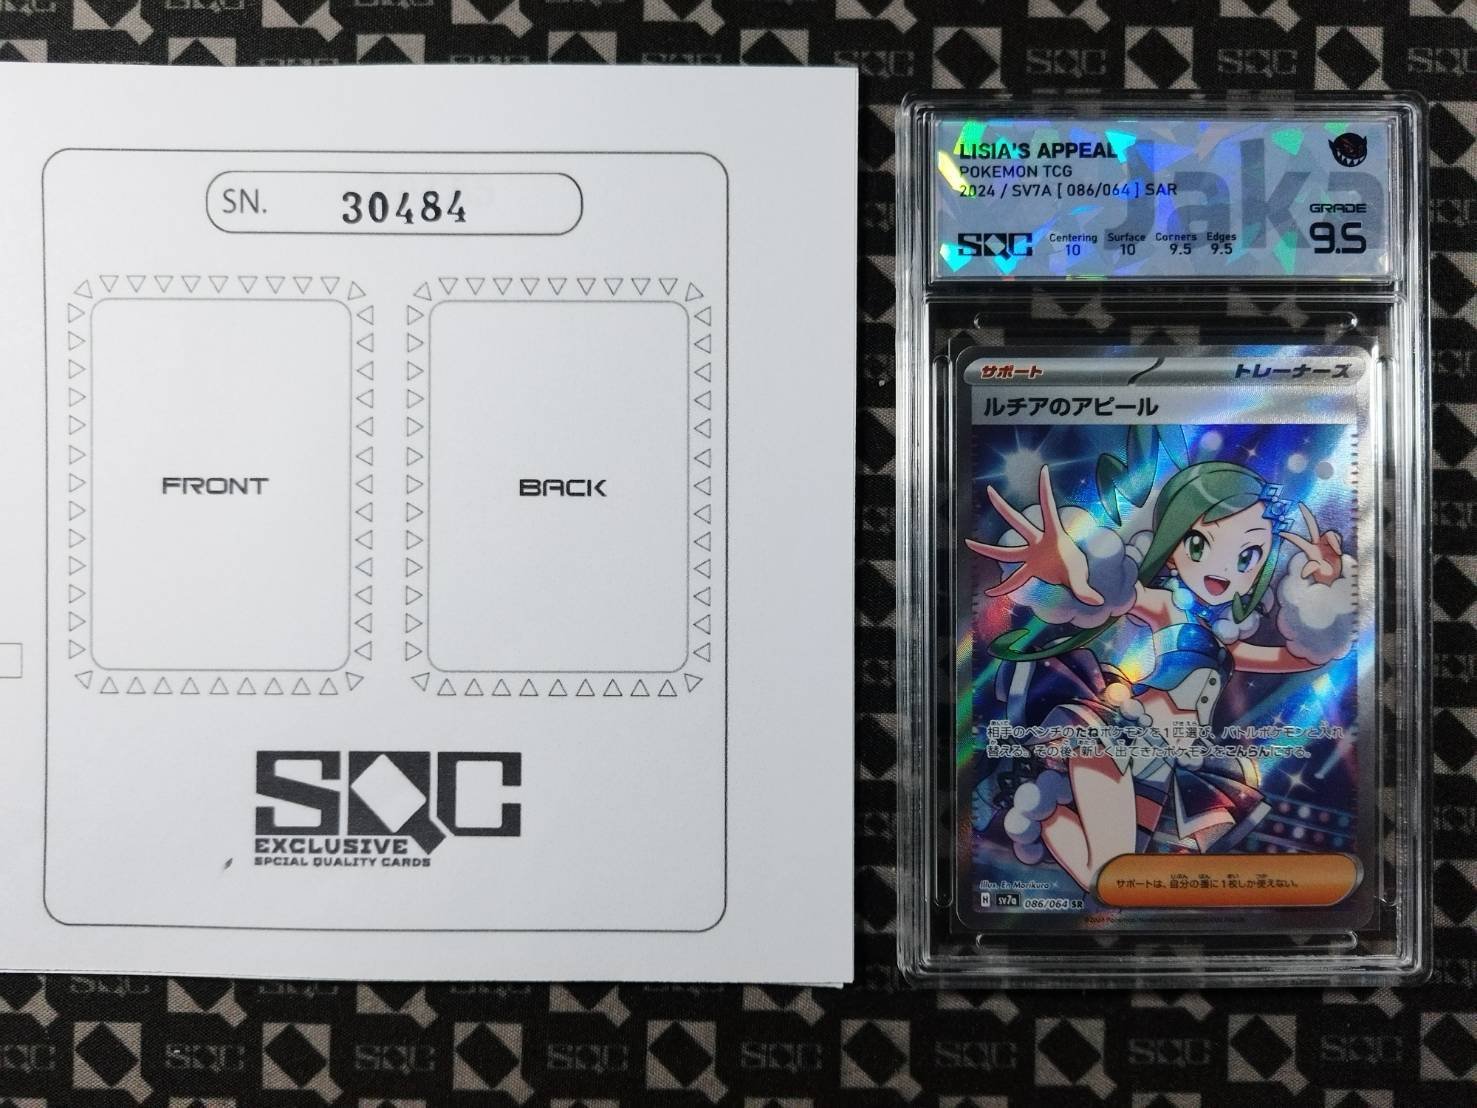 SN. 30484
FRONT
BACK
SQC
EXCLUSIVE
SPCIAL QUALITY CARDS
Jaka
LISIA'S APPEAL
POKEMON TCG
2024 / SV7A [ 086/064 ] SAR
GRADE
9.5
SQC
Centering Surface Corners Edges
10 10 9.5 9.5
サポート トレーナーズ
ルチアのアピール
相手のベンチのたねポケモンを1匹選び、バトルポケモンと入れ
替える。その後、新しく出てきたポケモンをこんらんにする。
サポートは、自分の番に1枚しか使えない。
Illus. En Morikura
H sv7a 086/064 SR